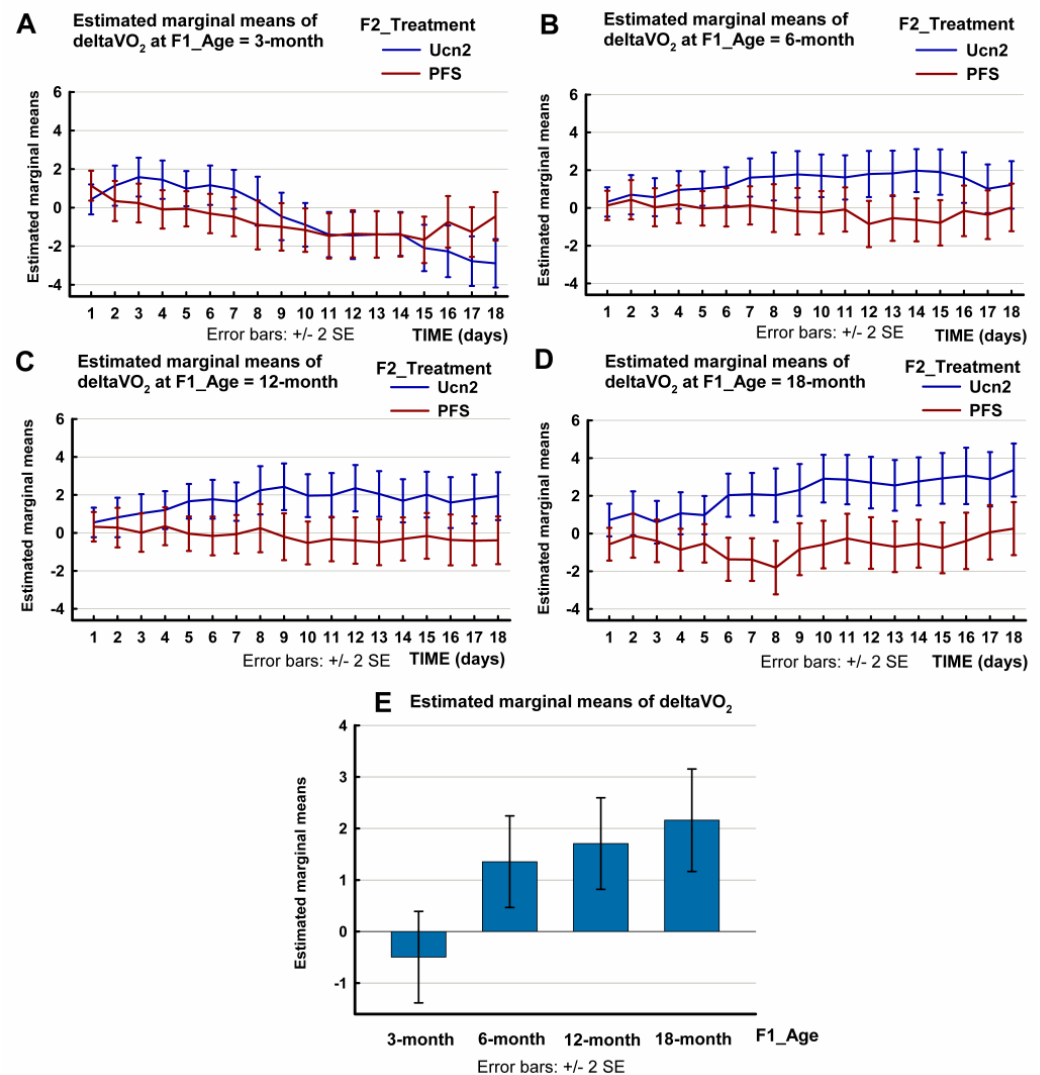 A
Estimated marginal means of
deltaVO2 at F1_Age = 3-month
F2_Treatment
Ucn2
PFS
Estimated marginal means
6
4
2
0
-2
-4
1 2 3 4 5 6 7 8 9 10 11 12 13 14 15 16 17 18
Error bars: +/- 2 SE TIME (days)
B
Estimated marginal means of
deltaVO2 at F1_Age = 6-month
F2_Treatment
Ucn2
PFS
Estimated marginal means
6
4
2
0
-2
-4
1 2 3 4 5 6 7 8 9 10 11 12 13 14 15 16 17 18
Error bars: +/- 2 SE TIME (days)
C
Estimated marginal means of
deltaVO2 at F1_Age = 12-month
F2_Treatment
Ucn2
PFS
Estimated marginal means
6
4
2
0
-2
-4
1 2 3 4 5 6 7 8 9 10 11 12 13 14 15 16 17 18
Error bars: +/- 2 SE TIME (days)
D
Estimated marginal means of
deltaVO2 at F1_Age = 18-month
F2_Treatment
Ucn2
PFS
Estimated marginal means
6
4
2
0
-2
-4
1 2 3 4 5 6 7 8 9 10 11 12 13 14 15 16 17 18
Error bars: +/- 2 SE TIME (days)
E Estimated marginal means of deltaVO2
Estimated marginal means
4
3
2
1
0
-1
3-month 6-month 12-month 18-month F1_Age
Error bars: +/- 2 SE